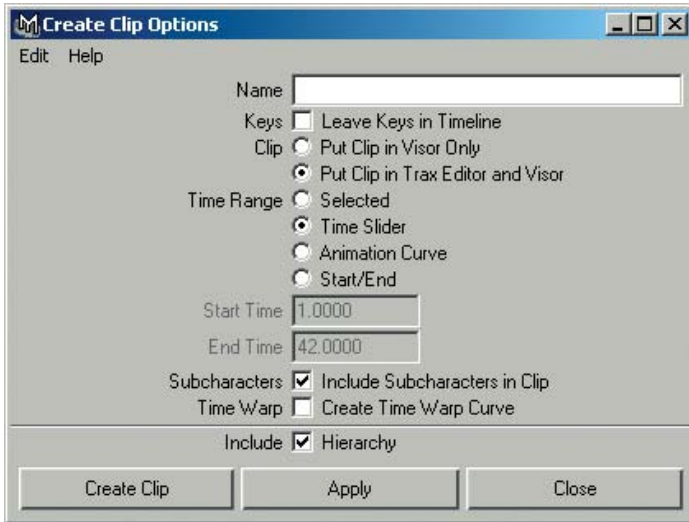 Create Clip Options
Edit Help
Name
Keys Leave Keys in Timeline
Clip Put Clip in Visor Only
Put Clip in Trax Editor and Visor
Time Range Selected
Time Slider
Animation Curve
Start/End
Start Time 1.0000
End Time 42.0000
Subcharacters Include Subcharacters in Clip
Time Warp Create Time Warp Curve
Include Hierarchy
Create Clip Apply Close